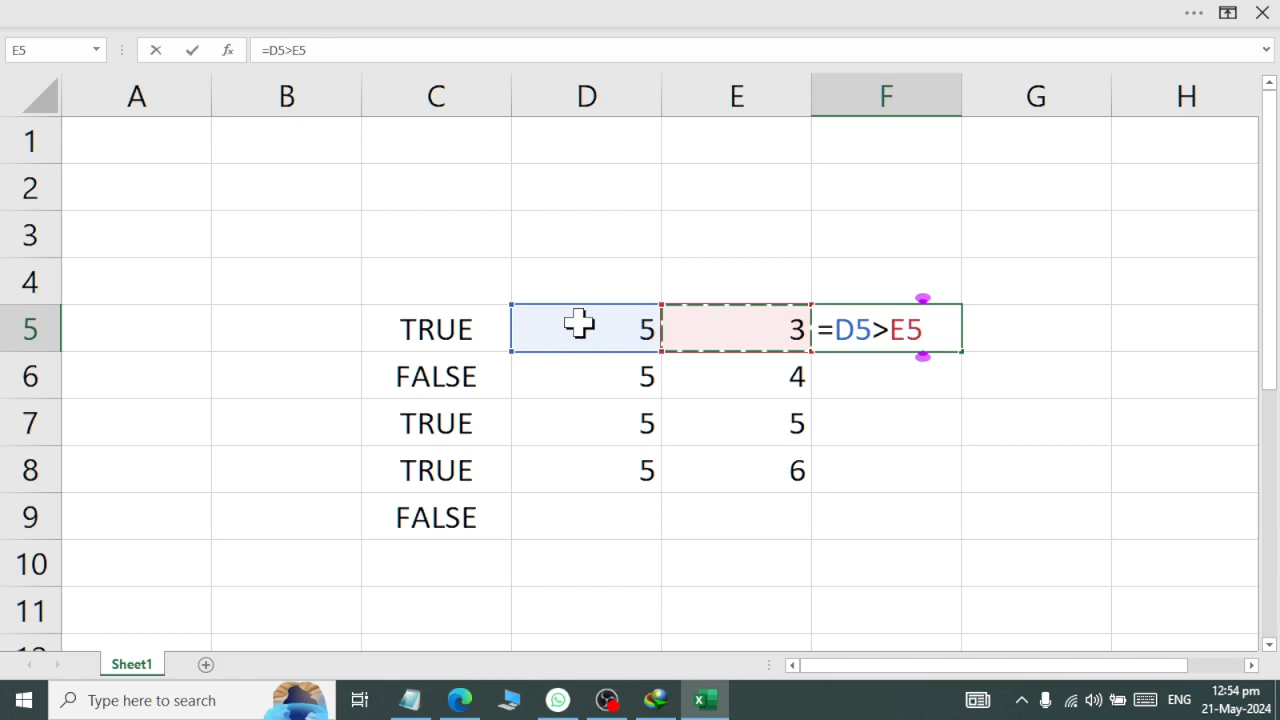 E5 =D5>E5
A B C D E F G H
1
2
3
4
5 TRUE 5 3 =D5>E5
6 FALSE 5 4
7 TRUE 5 5
8 TRUE 5 6
9 FALSE
10
11
Sheet1
Type here to search
ENG
12:54 pm
21-May-2024